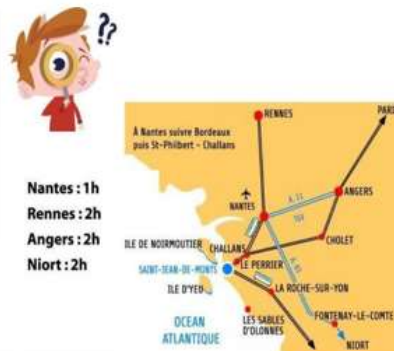 ??
À Nantes suivre Bordeaux
puis St-Philbert - Challans
Nantes : 1h
Rennes : 2h
Angers : 2h
Niort : 2h
RENNES
PARIS
ANGERS
A. 11
NANTES
CHOLET
A. 83
ILE DE NOIRMOUTIER
CHALLANS
LE PERRIER
SAINT-JEAN-DE-MONTS
ILE D'YEU
LA ROCHE-SUR-YON
LES SABLES
D'OLONNES
FONTENAY-LE-COMTE
OCEAN
ATLANTIQUE
NIORT